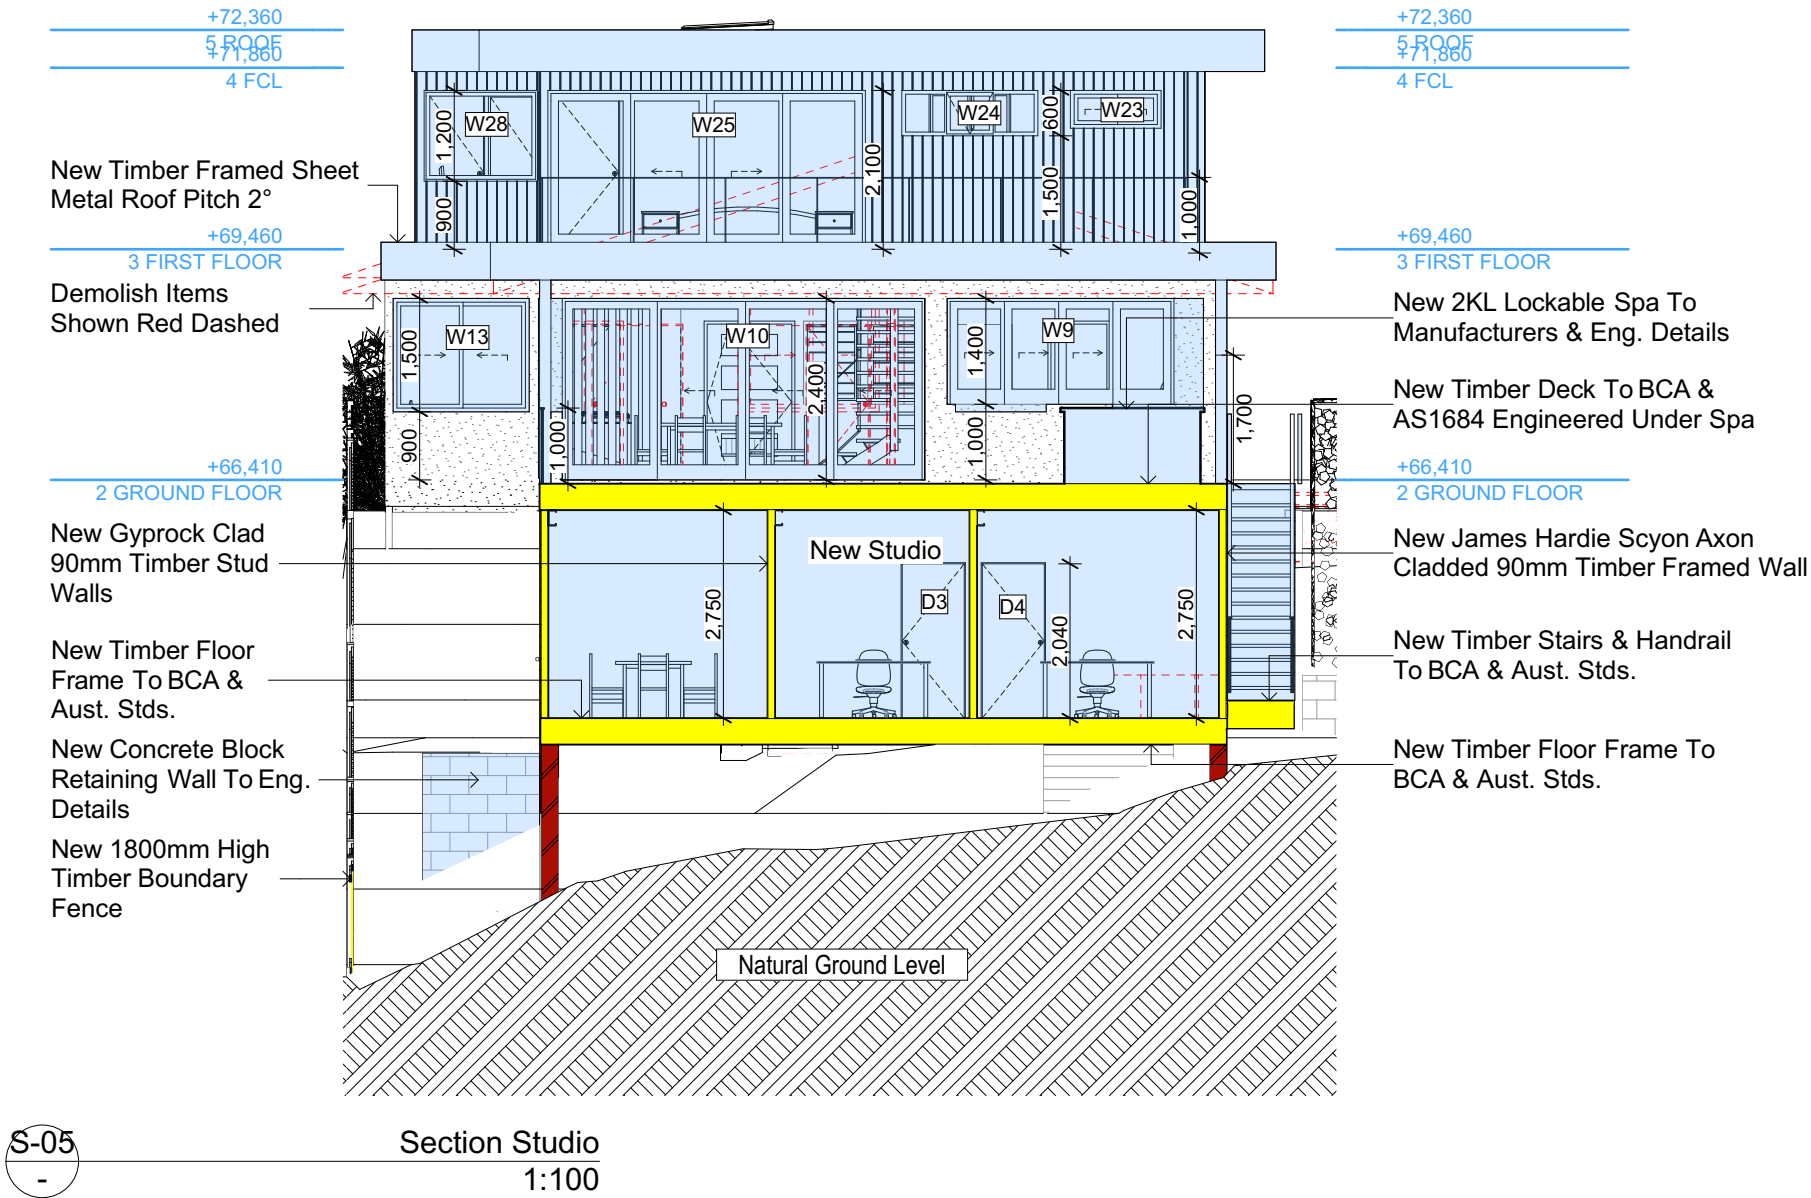 +72,360
5 ROOF
+71,860
4 FCL
+72,360
5 ROOF
+71,860
4 FCL
W28
W25
W24
W23
1,200
900
2,100
600
1,500
1,000
New Timber Framed Sheet
Metal Roof Pitch 2°
+69,460
3 FIRST FLOOR
+69,460
3 FIRST FLOOR
Demolish Items
Shown Red Dashed
New 2KL Lockable Spa To
Manufacturers & Eng. Details
W13
W10
W9
1,500
900
1,000
2,400
1,400
1,000
1,700
New Timber Deck To BCA &
AS1684 Engineered Under Spa
+66,410
2 GROUND FLOOR
+66,410
2 GROUND FLOOR
New Gyprock Clad
90mm Timber Stud
Walls
New Studio
New James Hardie Scyon Axon
Cladded 90mm Timber Framed Wall
D3
D4
2,750
2,040
2,750
New Timber Floor
Frame To BCA &
Aust. Stds.
New Timber Stairs & Handrail
To BCA & Aust. Stds.
New Concrete Block
Retaining Wall To Eng.
Details
New Timber Floor Frame To
BCA & Aust. Stds.
New 1800mm High
Timber Boundary
Fence
Natural Ground Level
S-05
-
Section Studio
1:100